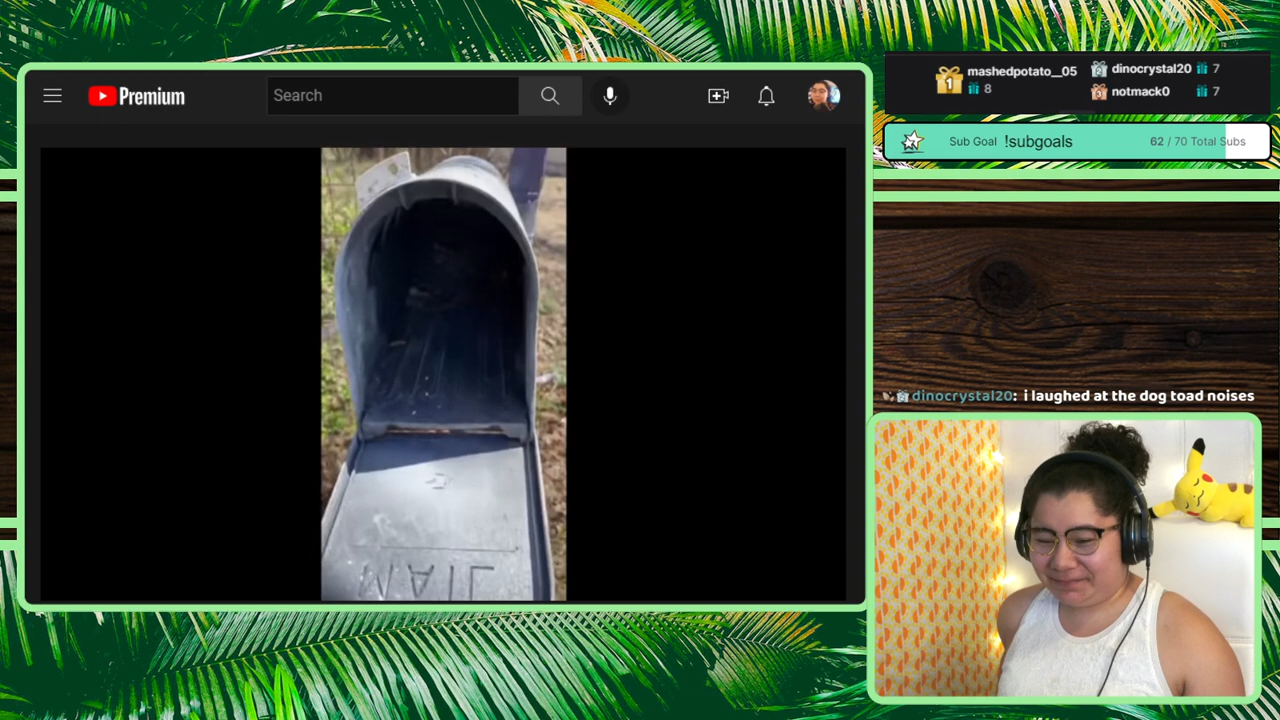 Premium
Search
mashedpotato__05
8
dinocrystal20 7
notmack0 7
Sub Goal !subgoals 62 / 70 Total Subs
dinocrystal20: i laughed at the dog toad noises
MAIL